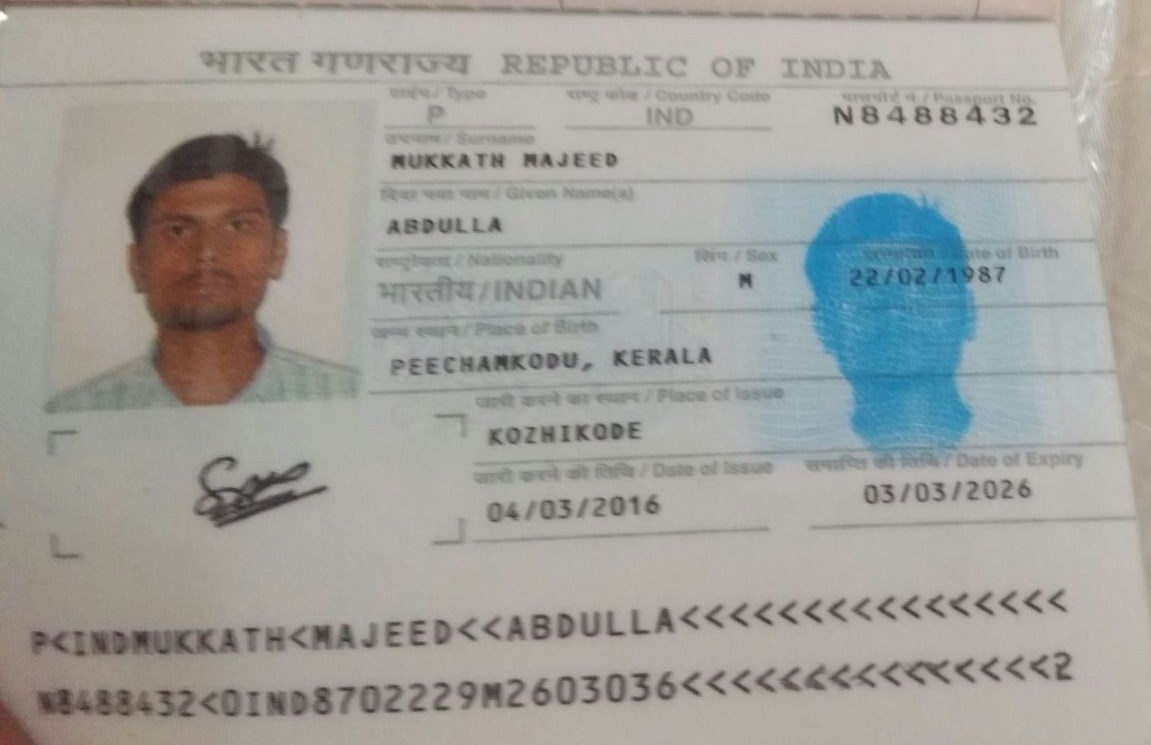 भारत गणराज्य REPUBLIC OF INDIA
टाईप / Type राष्ट्र कोड / Country Code पासपोर्ट नं. / Passport No.
P IND N8488432
उपनाम / Surname
MUKKATH MAJEED
दिया गया नाम / Given Name(s)
ABDULLA
राष्ट्रीयता / Nationality लिंग / Sex जन्मतिथि / Date of Birth
भारतीय/INDIAN M 22/02/1987
जन्म स्थान / Place of Birth
PEECHAMKODU, KERALA
जारी करने का स्थान / Place of Issue
KOZHIKODE
जारी करने की तिथि / Date of Issue समाप्ति की तिथि / Date of Expiry
04/03/2016 03/03/2026
P<INDMUKKATH<MAJEED<<ABDULLA<<<<<<<<<<<<<<<<
N8488432<0IND8702229M2603036<<<<<<<<<<<<<<<2